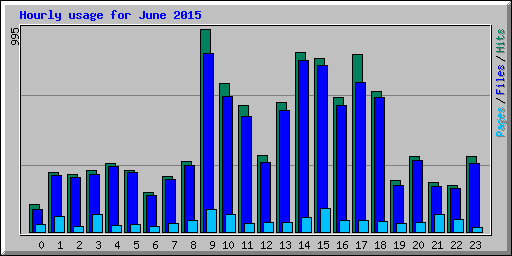 Hourly usage for June 2015
995
Pages / Files / Hits
0 1 2 3 4 5 6 7 8 9 10 11 12 13 14 15 16 17 18 19 20 21 22 23